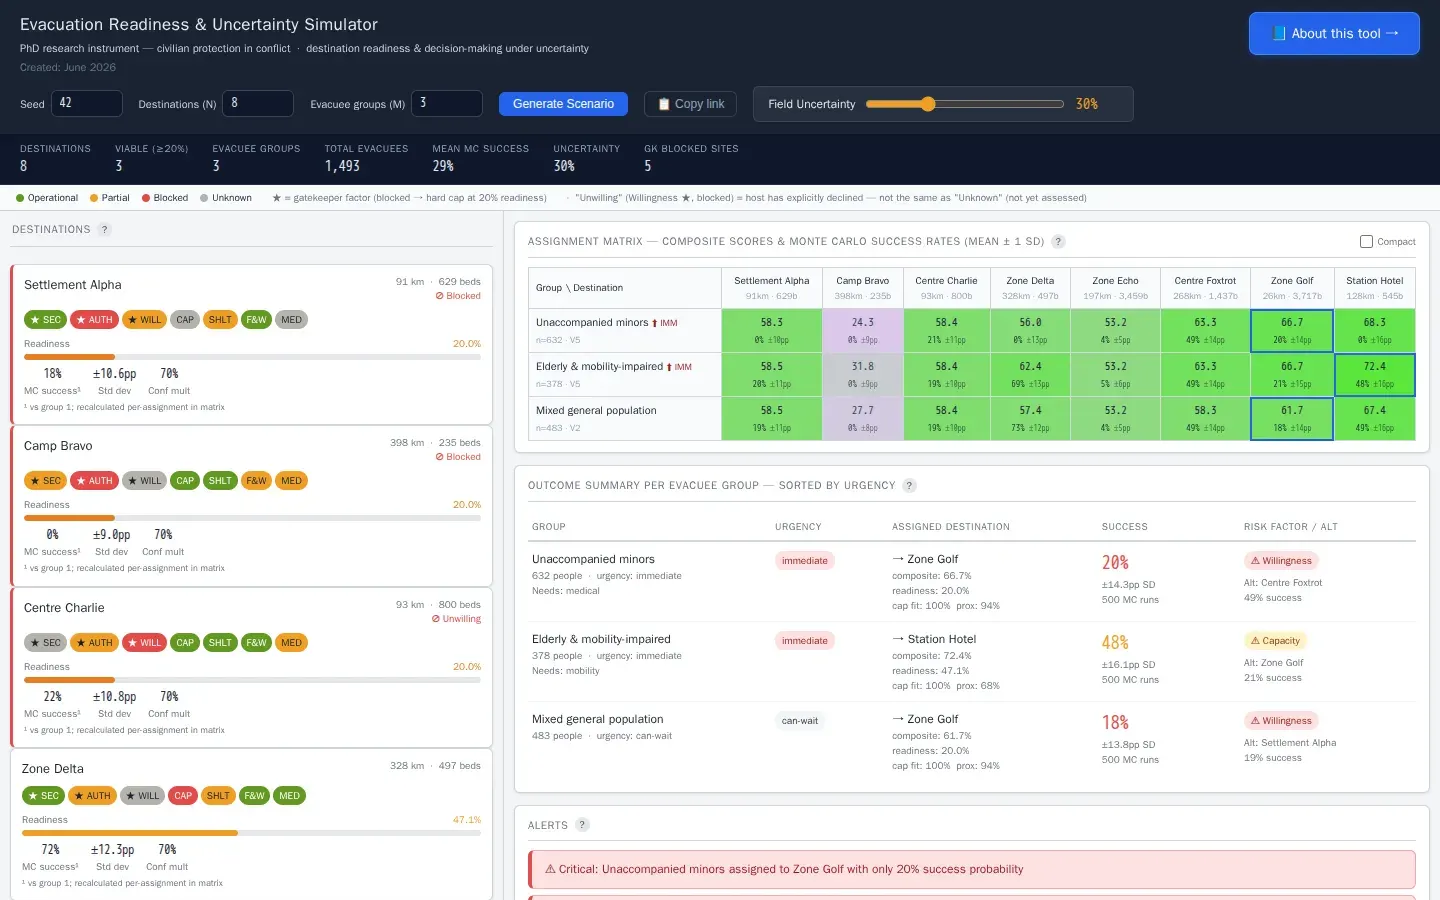 Evacuation Readiness & Uncertainty Simulator
PhD research instrument — civilian protection in conflict · destination readiness & decision-making under uncertainty
Created: June 2026
📘 About this tool →
Seed 42 Destinations (N) 8 Evacuee groups (M) 3 Generate Scenario 📋 Copy link Field Uncertainty 30%
DESTINATIONS VIABLE (≥20%) EVACUEE GROUPS TOTAL EVACUEES MEAN MC SUCCESS UNCERTAINTY GK BLOCKED SITES
8 3 3 1,493 29% 30% 5
Operational Partial Blocked Unknown ★ = gatekeeper factor (blocked → hard cap at 20% readiness) · "Unwilling" (Willingness ★, blocked) = host has explicitly declined — not the same as "Unknown" (not yet assessed)
DESTINATIONS ?
Settlement Alpha 91 km · 629 beds
⊘ Blocked
★ SEC ★ AUTH ★ WILL CAP SHLT F&W MED
Readiness 20.0%
18% ±10.6pp 70%
MC success¹ Std dev Conf mult
¹ vs group 1; recalculated per-assignment in matrix
Camp Bravo 398 km · 235 beds
⊘ Blocked
★ SEC ★ AUTH ★ WILL CAP SHLT F&W MED
Readiness 20.0%
0% ±9.0pp 70%
MC success¹ Std dev Conf mult
¹ vs group 1; recalculated per-assignment in matrix
Centre Charlie 93 km · 800 beds
⊘ Unwilling
★ SEC ★ AUTH ★ WILL CAP SHLT F&W MED
Readiness 20.0%
22% ±10.8pp 70%
MC success¹ Std dev Conf mult
¹ vs group 1; recalculated per-assignment in matrix
Zone Delta 328 km · 497 beds
★ SEC ★ AUTH ★ WILL CAP SHLT F&W MED
Readiness 47.1%
72% ±12.3pp 70%
MC success¹ Std dev Conf mult
¹ vs group 1; recalculated per-assignment in matrix
ASSIGNMENT MATRIX — COMPOSITE SCORES & MONTE CARLO SUCCESS RATES (MEAN ± 1 SD) ? Compact
Group \ Destination Settlement Alpha Camp Bravo Centre Charlie Zone Delta Zone Echo Centre Foxtrot Zone Golf Station Hotel
91km · 629b 398km · 235b 93km · 800b 328km · 497b 197km · 3,459b 268km · 1,437b 26km · 3,717b 128km · 545b
Unaccompanied minors ⬆ IMM 58.3 24.3 58.4 56.0 53.2 63.3 66.7 68.3
n=632 · V5 0% ±10pp 0% ±9pp 21% ±11pp 0% ±13pp 4% ±5pp 49% ±14pp 20% ±14pp 0% ±16pp
Elderly & mobility-impaired ⬆ IMM 58.5 31.8 58.4 62.4 53.2 63.3 66.7 72.4
n=378 · V5 20% ±11pp 0% ±9pp 19% ±10pp 69% ±13pp 5% ±6pp 49% ±14pp 21% ±15pp 48% ±16pp
Mixed general population 58.5 27.7 58.4 57.4 53.2 58.3 61.7 67.4
n=483 · V2 19% ±11pp 0% ±8pp 19% ±10pp 73% ±12pp 4% ±5pp 49% ±14pp 18% ±14pp 49% ±16pp
OUTCOME SUMMARY PER EVACUEE GROUP — SORTED BY URGENCY ?
GROUP URGENCY ASSIGNED DESTINATION SUCCESS RISK FACTOR / ALT
Unaccompanied minors immediate → Zone Golf 20% ⚠ Willingness
632 people · urgency: immediate composite: 66.7% ±14.3pp SD Alt: Centre Foxtrot
Needs: medical readiness: 20.0% 500 MC runs 49% success
cap fit: 100% prox: 94%
Elderly & mobility-impaired immediate → Station Hotel 48% ⚠ Capacity
378 people · urgency: immediate composite: 72.4% ±16.1pp SD Alt: Zone Golf
Needs: mobility readiness: 47.1% 500 MC runs 21% success
cap fit: 100% prox: 68%
Mixed general population can-wait → Zone Golf 18% ⚠ Willingness
483 people · urgency: can-wait composite: 61.7% ±13.8pp SD Alt: Settlement Alpha
readiness: 20.0% 500 MC runs 19% success
cap fit: 100% prox: 94%
ALERTS ?
⚠ Critical: Unaccompanied minors assigned to Zone Golf with only 20% success probability